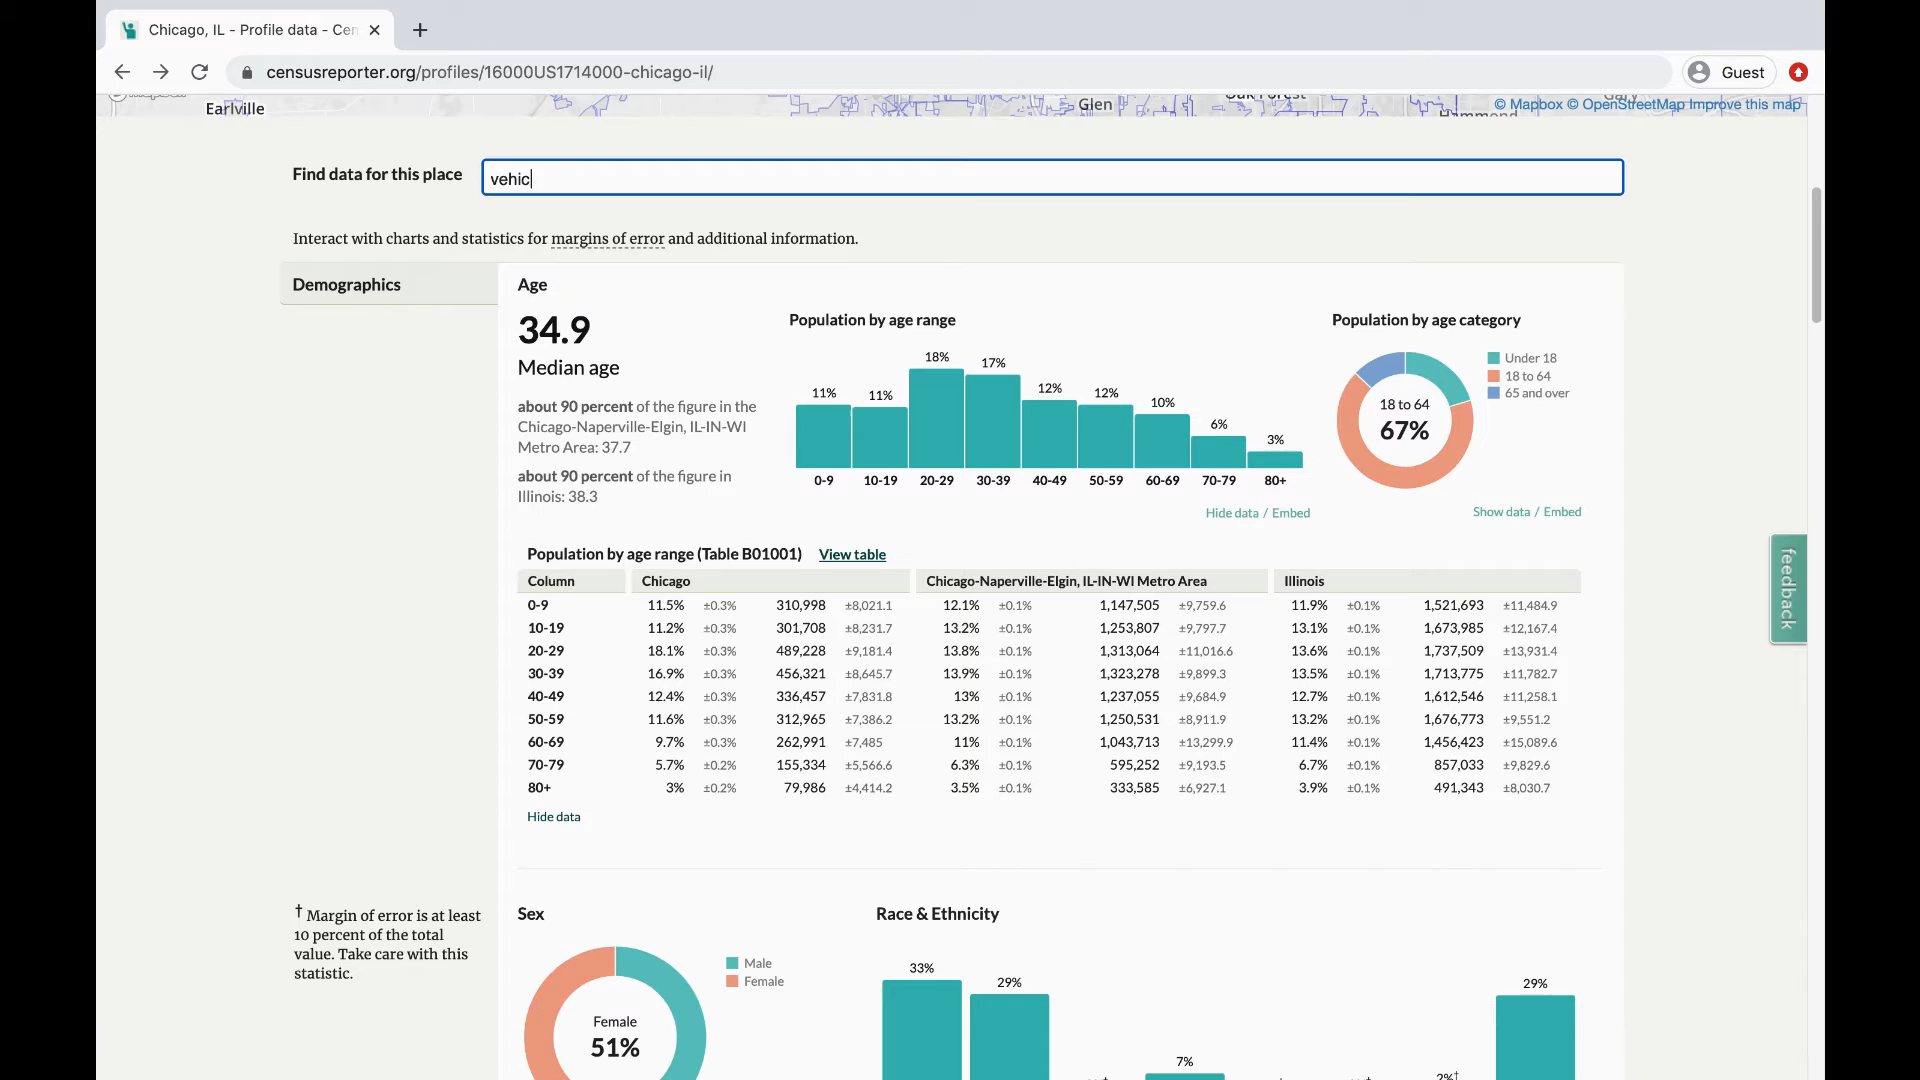 Chicago, IL - Profile data - Cen
censusreporter.org/profiles/16000US1714000-chicago-il/
Guest
Earlville
Glen
© Mapbox © OpenStreetMap Improve this map
Find data for this place
vehic
Interact with charts and statistics for margins of error and additional information.
Demographics
Age
34.9
Median age
about 90 percent of the figure in the
Chicago-Naperville-Elgin, IL-IN-WI
Metro Area: 37.7
about 90 percent of the figure in
Illinois: 38.3
Population by age range
11% 11% 18% 17% 12% 12% 10% 6% 3%
0-9 10-19 20-29 30-39 40-49 50-59 60-69 70-79 80+
Hide data / Embed
Population by age category
Under 18
18 to 64
65 and over
18 to 64
67%
Show data / Embed
feedback
Population by age range (Table B01001) View table
Column Chicago Chicago-Naperville-Elgin, IL-IN-WI Metro Area Illinois
0-9 11.5% ±0.3% 310,998 ±8,021.1 12.1% ±0.1% 1,147,505 ±9,759.6 11.9% ±0.1% 1,521,693 ±11,484.9
10-19 11.2% ±0.3% 301,708 ±8,231.7 13.2% ±0.1% 1,253,807 ±9,797.7 13.1% ±0.1% 1,673,985 ±12,167.4
20-29 18.1% ±0.3% 489,228 ±9,181.4 13.8% ±0.1% 1,313,064 ±11,016.6 13.6% ±0.1% 1,737,509 ±13,931.4
30-39 16.9% ±0.3% 456,321 ±8,645.7 13.9% ±0.1% 1,323,278 ±9,899.3 13.5% ±0.1% 1,713,775 ±11,782.7
40-49 12.4% ±0.3% 336,457 ±7,831.8 13% ±0.1% 1,237,055 ±9,684.9 12.7% ±0.1% 1,612,546 ±11,258.1
50-59 11.6% ±0.3% 312,965 ±7,386.2 13.2% ±0.1% 1,250,531 ±8,911.9 13.2% ±0.1% 1,676,773 ±9,551.2
60-69 9.7% ±0.3% 262,991 ±7,485 11% ±0.1% 1,043,713 ±13,299.9 11.4% ±0.1% 1,456,423 ±15,089.6
70-79 5.7% ±0.2% 155,334 ±5,566.6 6.3% ±0.1% 595,252 ±9,193.5 6.7% ±0.1% 857,033 ±9,829.6
80+ 3% ±0.2% 79,986 ±4,414.2 3.5% ±0.1% 333,585 ±6,927.1 3.9% ±0.1% 491,343 ±8,030.7
Hide data
† Margin of error is at least
10 percent of the total
value. Take care with this
statistic.
Sex
Male
Female
Female
51%
Race & Ethnicity
33% 29% 7% 2%† 29%